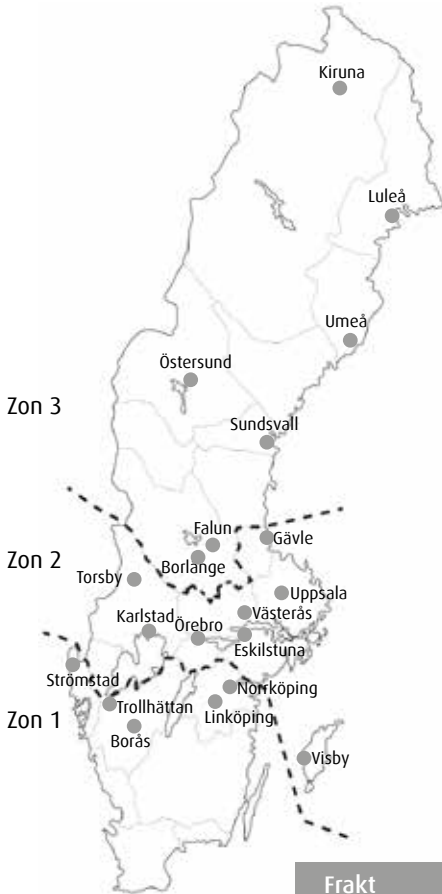 Kiruna
Luleå
Umeå
Östersund
Zon 3
Sundsvall
Falun
Gävle
Zon 2
Borlänge
Torsby
Uppsala
Karlstad
Västerås
Örebro
Eskilstuna
Strömstad
Norrköping
Trollhättan
Linköping
Zon 1
Borås
Visby
Frakt